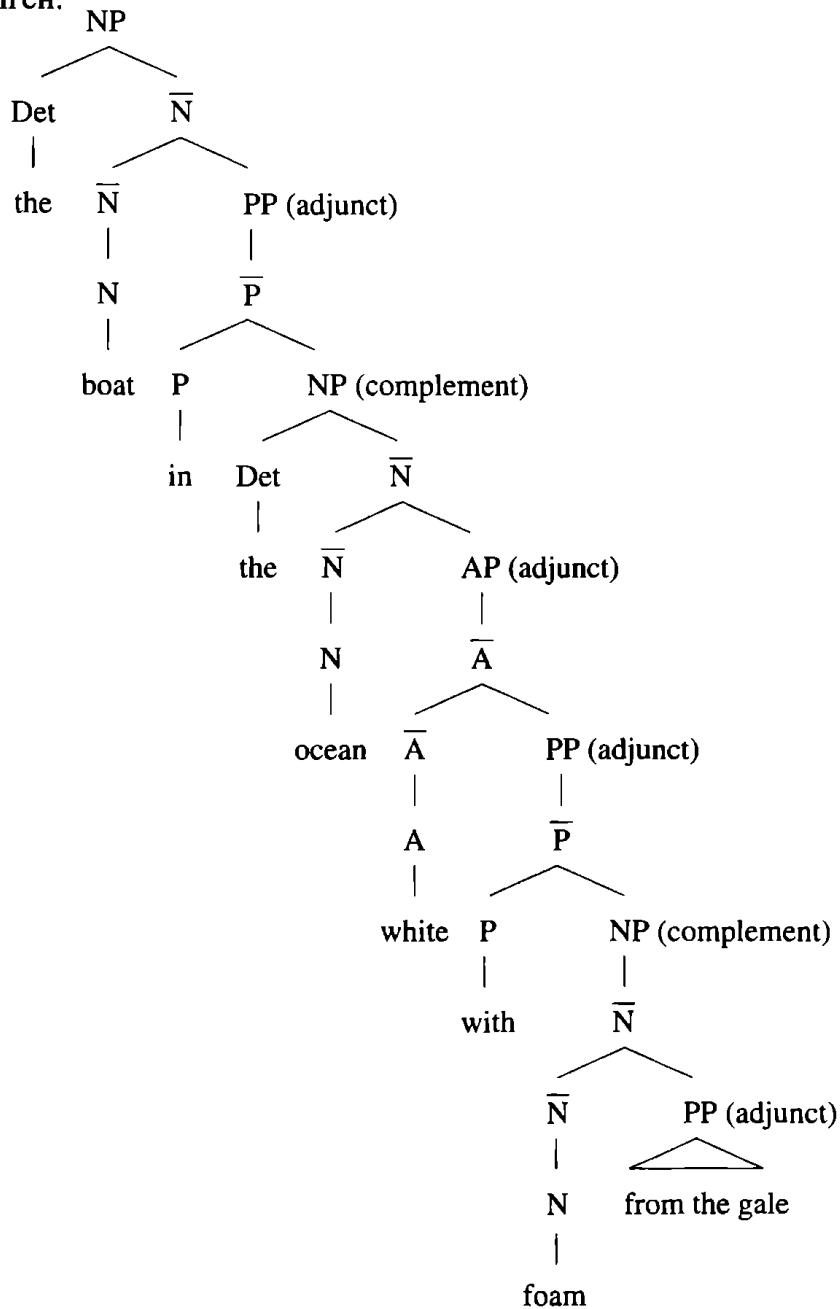 NP
Det N̅
the N̅ PP (adjunct)
N P̅
boat P NP (complement)
in Det N̅
the N̅ AP (adjunct)
N A̅
ocean A̅ PP (adjunct)
A P̅
white P NP (complement)
with N̅
N̅ PP (adjunct)
N from the gale
foam